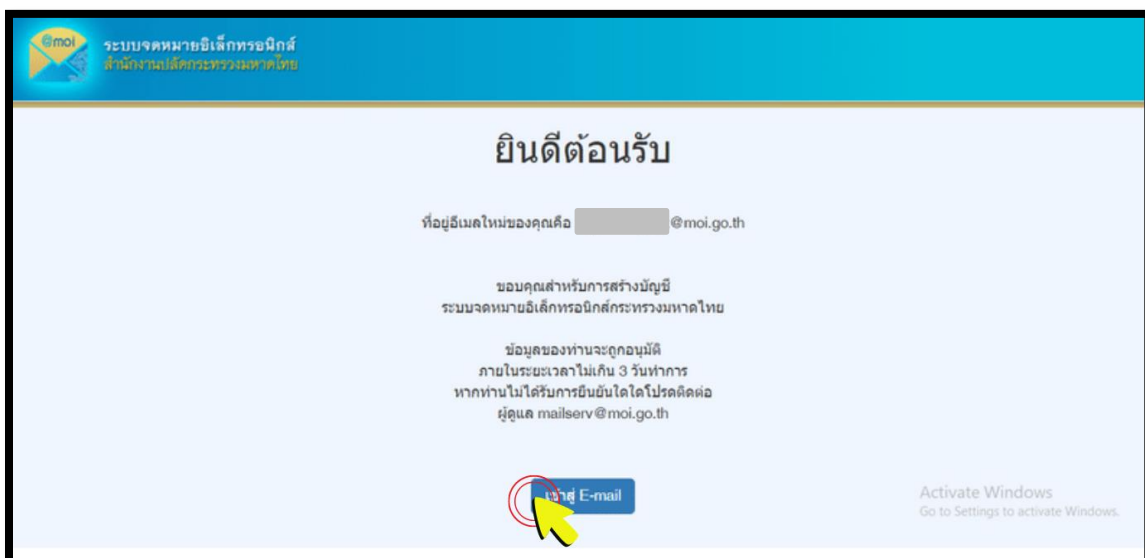 @moi
ระบบจดหมายอิเล็กทรอนิกส์
สำนักงานปลัดกระทรวงมหาดไทย
ยินดีต้อนรับ
ที่อยู่อีเมลใหม่ของคุณคือ @moi.go.th
ขอบคุณสำหรับการสร้างบัญชี
ระบบจดหมายอิเล็กทรอนิกส์กระทรวงมหาดไทย
ข้อมูลของท่านจะถูกอนุมัติ
ภายในระยะเวลาไม่เกิน 3 วันทำการ
หากท่านไม่ได้รับการยืนยันใดใดโปรดติดต่อ
ผู้ดูแล mailserv@moi.go.th
เข้าสู่ E-mail
Activate Windows
Go to Settings to activate Windows.